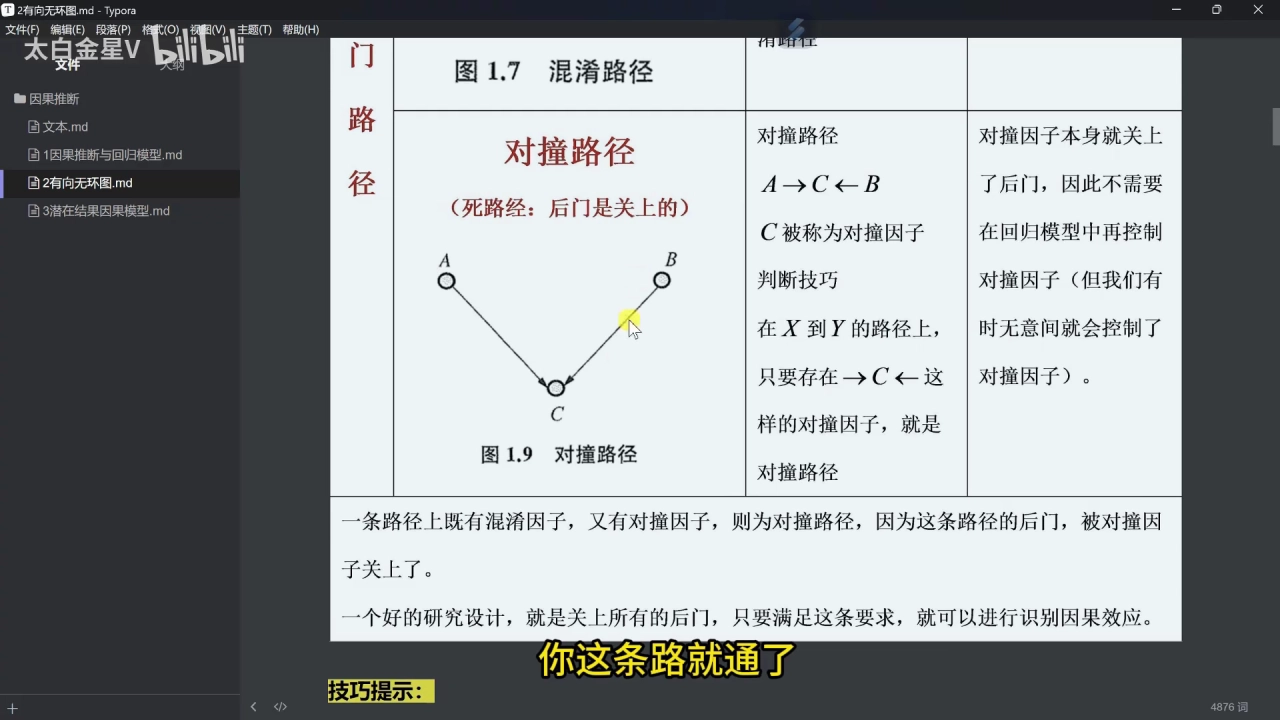 2有向无环图.md - Typora
文件(F) 编辑(E) 段落(P) 格式(O) 视图(V) 主题(T) 帮助(H)
太白金星V bilibili
文件
大纲
因果推断
文本.md
1因果推断与回归模型.md
2有向无环图.md
3潜在结果因果模型.md
门
路
径
图 1.7 混淆路径
淆路径
对撞路径
（死路经：后门是关上的）
A
B
C
图 1.9 对撞路径
对撞路径
A → C ← B
C 被称为对撞因子
判断技巧
在 X 到 Y 的路径上，
只要存在 → C ← 这
样的对撞因子，就是
对撞路径
对撞因子本身就关上
了后门，因此不需要
在回归模型中再控制
对撞因子（但我们有
时无意间就会控制了
对撞因子）。
一条路径上既有混淆因子，又有对撞因子，则为对撞路径，因为这条路径的后门，被对撞因
子关上了。
一个好的研究设计，就是关上所有的后门，只要满足这条要求，就可以进行识别因果效应。
你这条路就通了
技巧提示：
4876 词